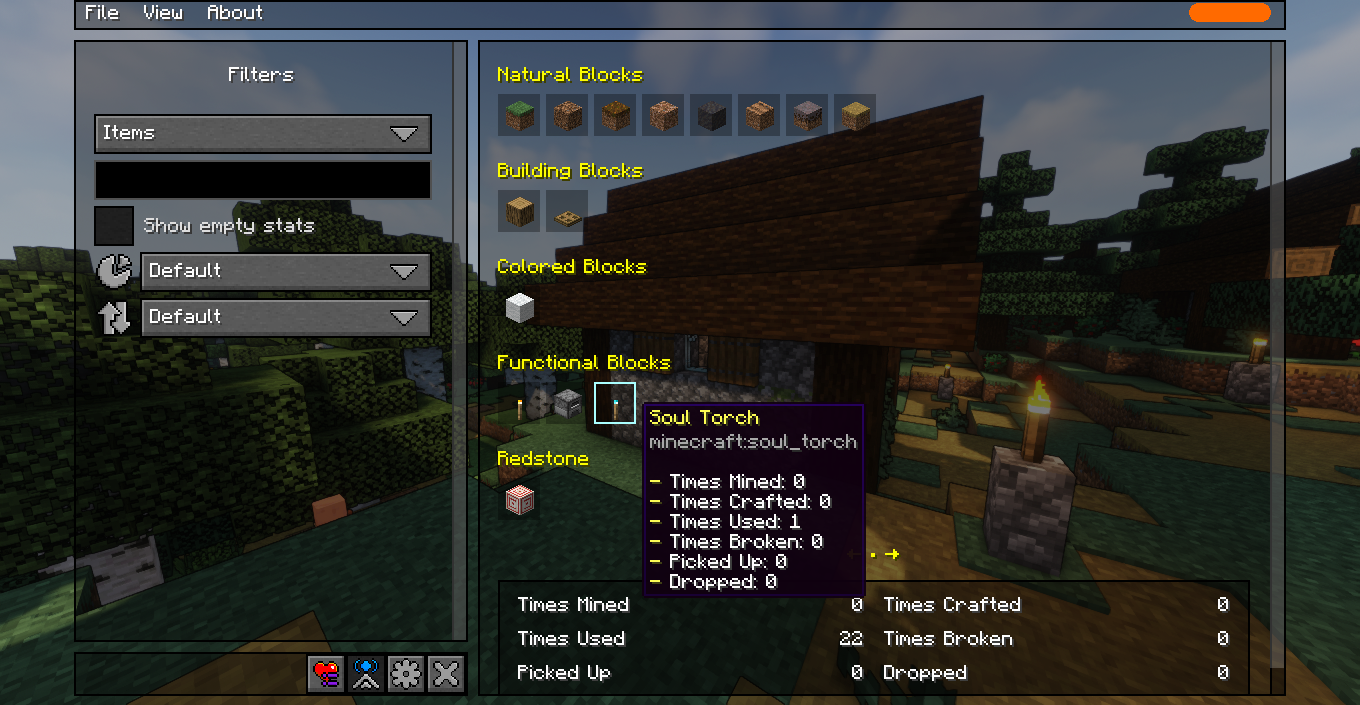 File View About
Filters
Items
Show empty stats
Default
Default
Natural Blocks
Building Blocks
Colored Blocks
Functional Blocks
Redstone
Soul Torch
minecraft:soul_torch
- Times Mined: 0
- Times Crafted: 0
- Times Used: 1
- Times Broken: 0
- Picked Up: 0
- Dropped: 0
← · →
Times Mined 0 Times Crafted 0
Times Used 22 Times Broken 0
Picked Up 0 Dropped 0